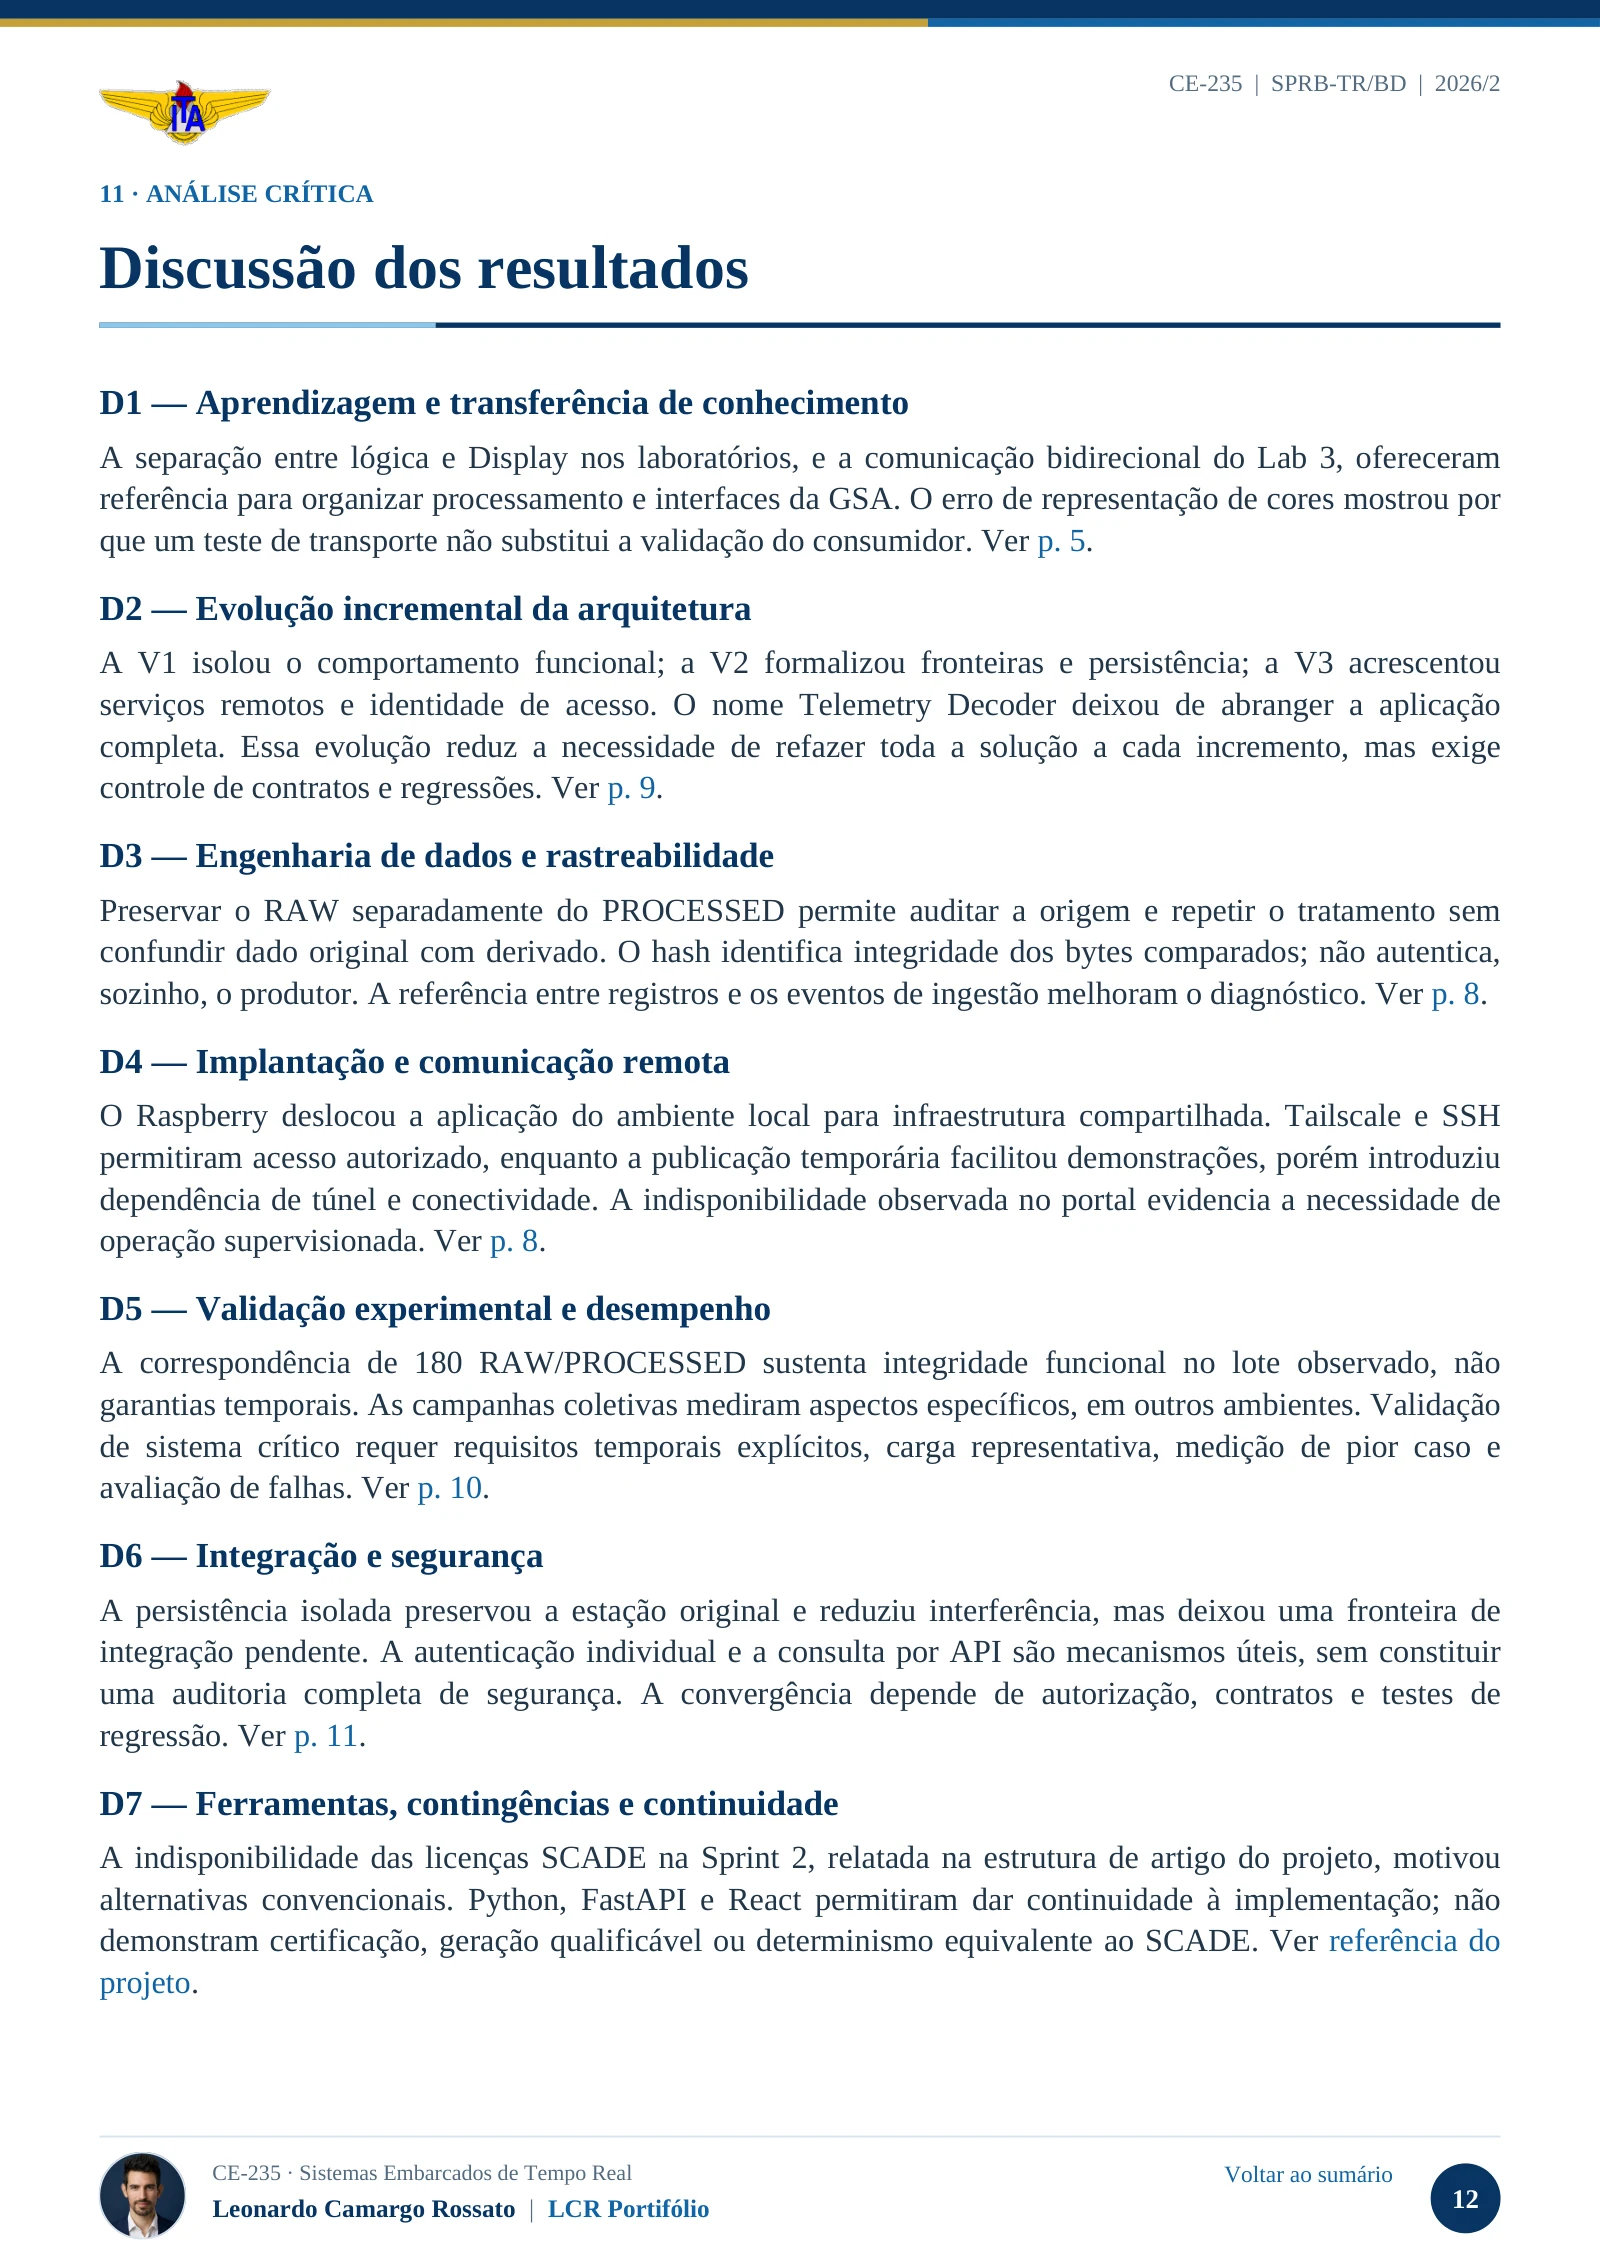 CE-235 | SPRB-TR/BD | 2026/2
ITA
11 · ANÁLISE CRÍTICA
Discussão dos resultados
D1 — Aprendizagem e transferência de conhecimento
A separação entre lógica e Display nos laboratórios, e a comunicação bidirecional do Lab 3, ofereceram
referência para organizar processamento e interfaces da GSA. O erro de representação de cores mostrou por
que um teste de transporte não substitui a validação do consumidor. Ver p. 5.
D2 — Evolução incremental da arquitetura
A V1 isolou o comportamento funcional; a V2 formalizou fronteiras e persistência; a V3 acrescentou
serviços remotos e identidade de acesso. O nome Telemetry Decoder deixou de abranger a aplicação
completa. Essa evolução reduz a necessidade de refazer toda a solução a cada incremento, mas exige
controle de contratos e regressões. Ver p. 9.
D3 — Engenharia de dados e rastreabilidade
Preservar o RAW separadamente do PROCESSED permite auditar a origem e repetir o tratamento sem
confundir dado original com derivado. O hash identifica integridade dos bytes comparados; não autentica,
sozinho, o produtor. A referência entre registros e os eventos de ingestão melhoram o diagnóstico. Ver p. 8.
D4 — Implantação e comunicação remota
O Raspberry deslocou a aplicação do ambiente local para infraestrutura compartilhada. Tailscale e SSH
permitiram acesso autorizado, enquanto a publicação temporária facilitou demonstrações, porém introduziu
dependência de túnel e conectividade. A indisponibilidade observada no portal evidencia a necessidade de
operação supervisionada. Ver p. 8.
D5 — Validação experimental e desempenho
A correspondência de 180 RAW/PROCESSED sustenta integridade funcional no lote observado, não
garantias temporais. As campanhas coletivas mediram aspectos específicos, em outros ambientes. Validação
de sistema crítico requer requisitos temporais explícitos, carga representativa, medição de pior caso e
avaliação de falhas. Ver p. 10.
D6 — Integração e segurança
A persistência isolada preservou a estação original e reduziu interferência, mas deixou uma fronteira de
integração pendente. A autenticação individual e a consulta por API são mecanismos úteis, sem constituir
uma auditoria completa de segurança. A convergência depende de autorização, contratos e testes de
regressão. Ver p. 11.
D7 — Ferramentas, contingências e continuidade
A indisponibilidade das licenças SCADE na Sprint 2, relatada na estrutura de artigo do projeto, motivou
alternativas convencionais. Python, FastAPI e React permitiram dar continuidade à implementação; não
demonstram certificação, geração qualificável ou determinismo equivalente ao SCADE. Ver referência do
projeto.
CE-235 · Sistemas Embarcados de Tempo Real
Leonardo Camargo Rossato | LCR Portifólio
Voltar ao sumário
12